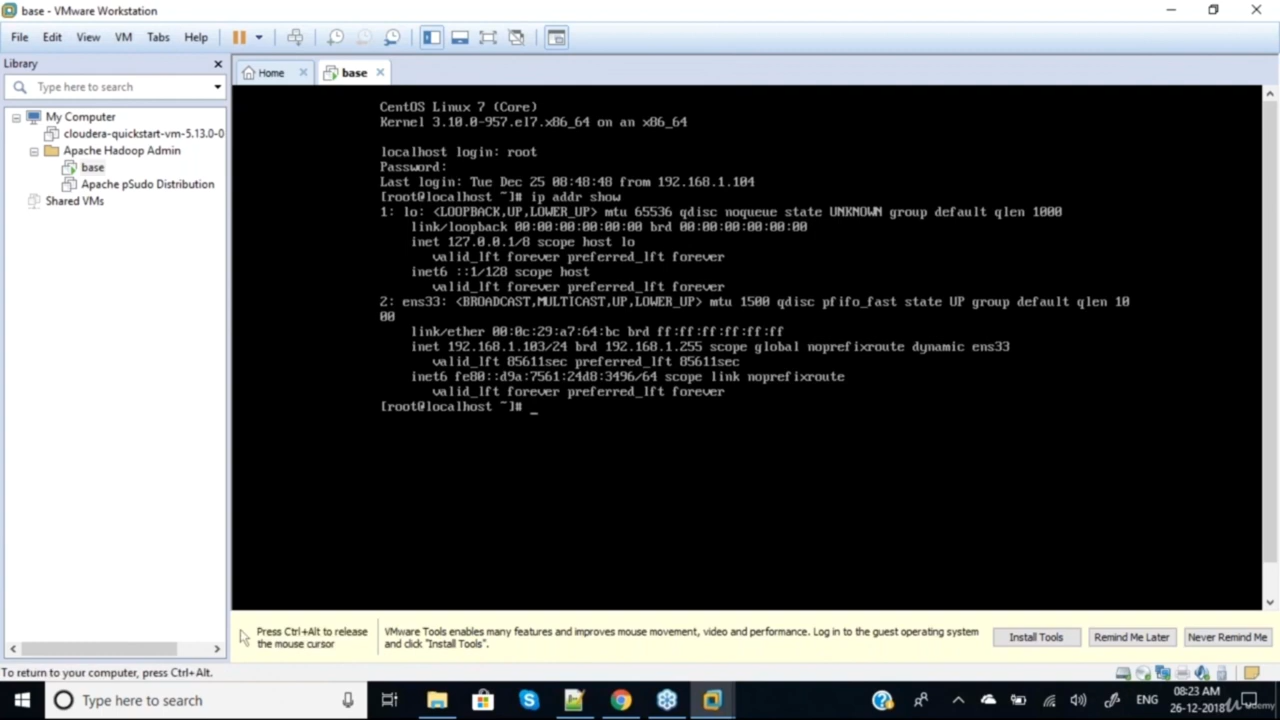 base - VMware Workstation
File Edit View VM Tabs Help
Library
Type here to search
Home
base
My Computer
cloudera-quickstart-vm-5.13.0-0
Apache Hadoop Admin
base
Apache pSudo Distribution
Shared VMs
CentOS Linux 7 (Core)
Kernel 3.10.0-957.el7.x86_64 on an x86_64
localhost login: root
Password:
Last login: Tue Dec 25 08:48:48 from 192.168.1.104
[root@localhost ~]# ip addr show
1: lo: <LOOPBACK,UP,LOWER_UP> mtu 65536 qdisc noqueue state UNKNOWN group default qlen 1000
link/loopback 00:00:00:00:00:00 brd 00:00:00:00:00:00
inet 127.0.0.1/8 scope host lo
valid_lft forever preferred_lft forever
inet6 ::1/128 scope host
valid_lft forever preferred_lft forever
2: ens33: <BROADCAST,MULTICAST,UP,LOWER_UP> mtu 1500 qdisc pfifo_fast state UP group default qlen 10
00
link/ether 00:0c:29:a7:64:bc brd ff:ff:ff:ff:ff:ff
inet 192.168.1.103/24 brd 192.168.1.255 scope global noprefixroute dynamic ens33
valid_lft 85611sec preferred_lft 85611sec
inet6 fe80::d9a:7561:24d8:3496/64 scope link noprefixroute
valid_lft forever preferred_lft forever
[root@localhost ~]# _
Press Ctrl+Alt to release
the mouse cursor
VMware Tools enables many features and improves mouse movement, video and performance. Log in to the guest operating system
and click "Install Tools".
Install Tools
Remind Me Later
Never Remind Me
To return to your computer, press Ctrl+Alt.
Type here to search
ENG
08:23 AM
26-12-2018
Udemy